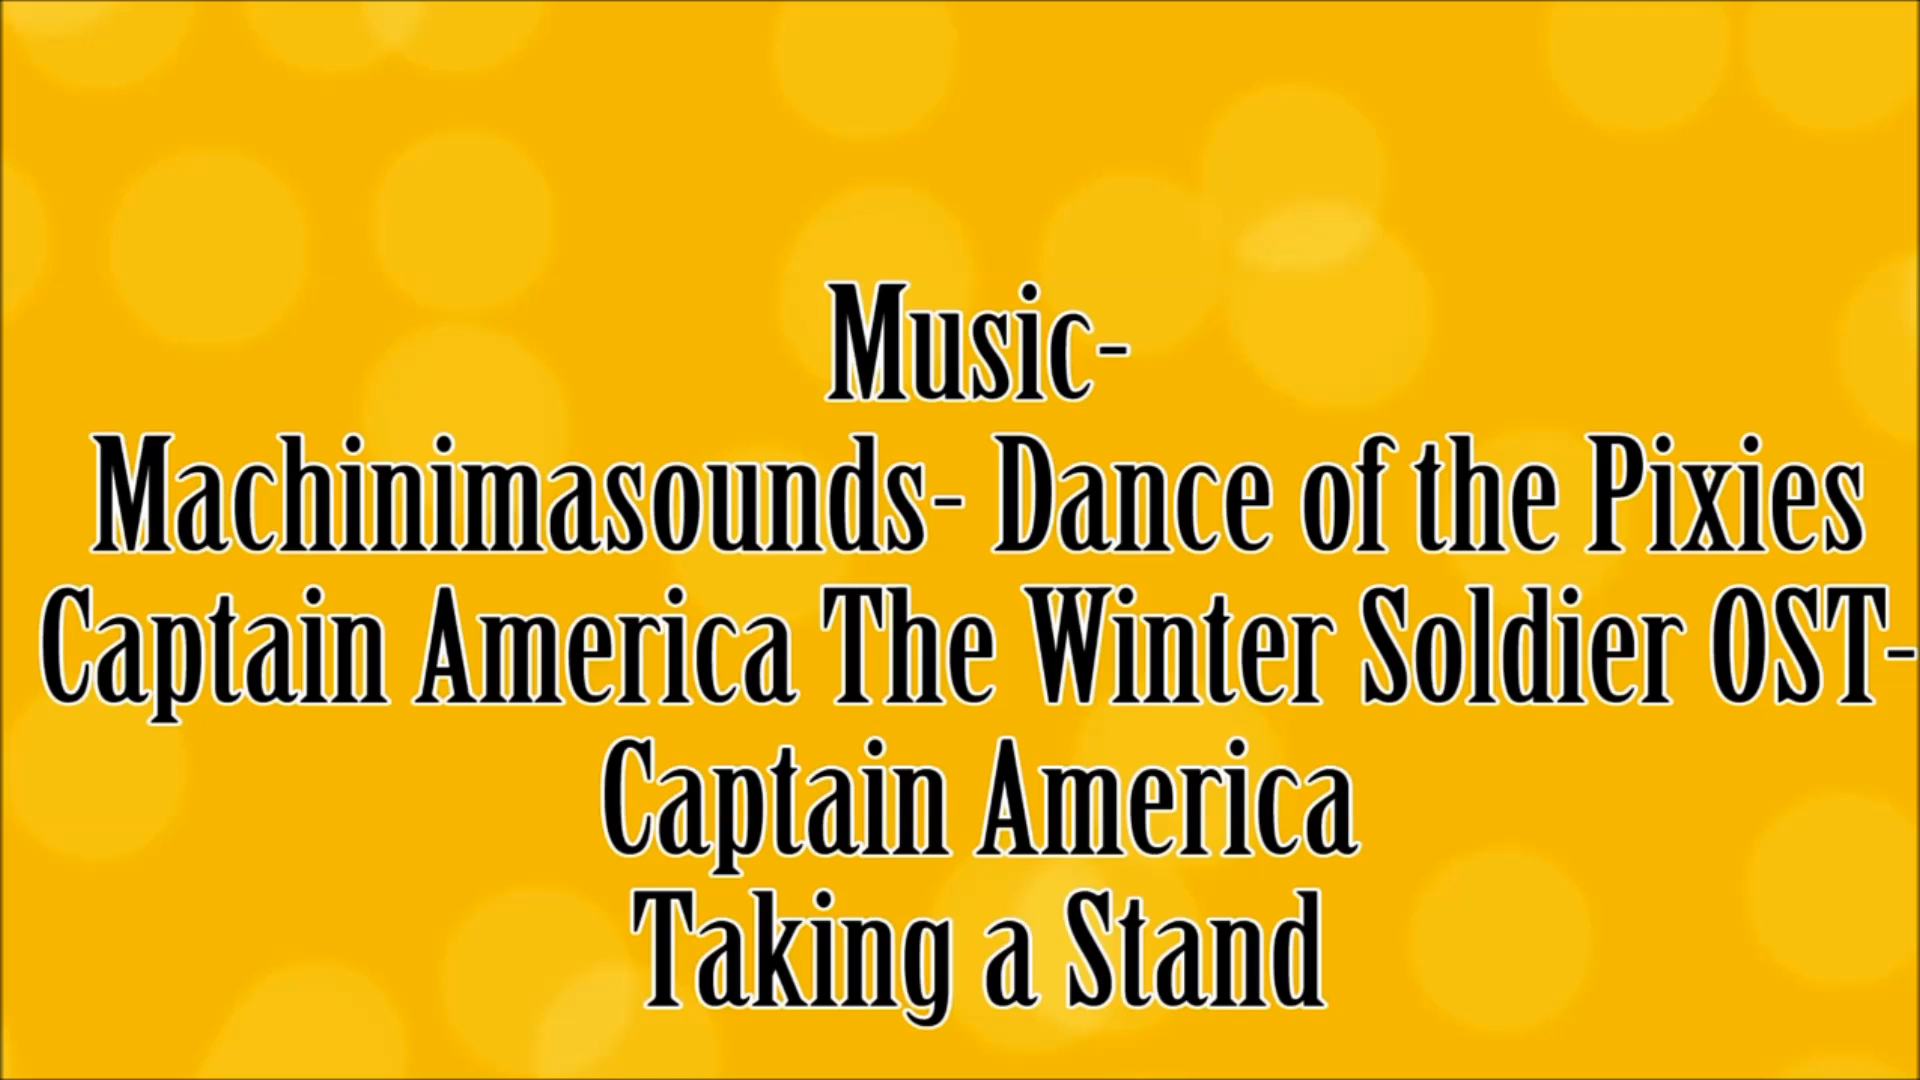 Music-
Machinimasounds- Dance of the Pixies
Captain America The Winter Soldier OST-
Captain America
Taking a Stand